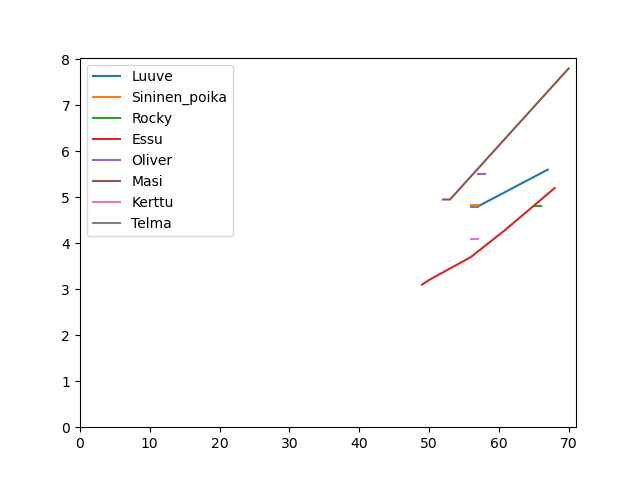 8
7
6
5
4
3
2
1
0
Luuve
Sininen_poika
Rocky
Essu
Oliver
Masi
Kerttu
Telma
0 10 20 30 40 50 60 70